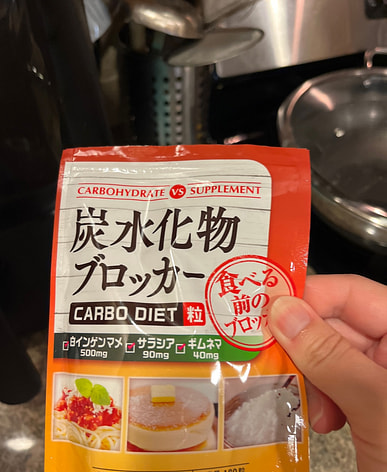 CARBOHYDRATE VS SUPPLEMENT
炭水化物
ブロッカー
食べる
前の
ブロッカー
CARBO DIET 粒
白インゲンマメ サラシア ギムネマ
500mg 90mg 40mg